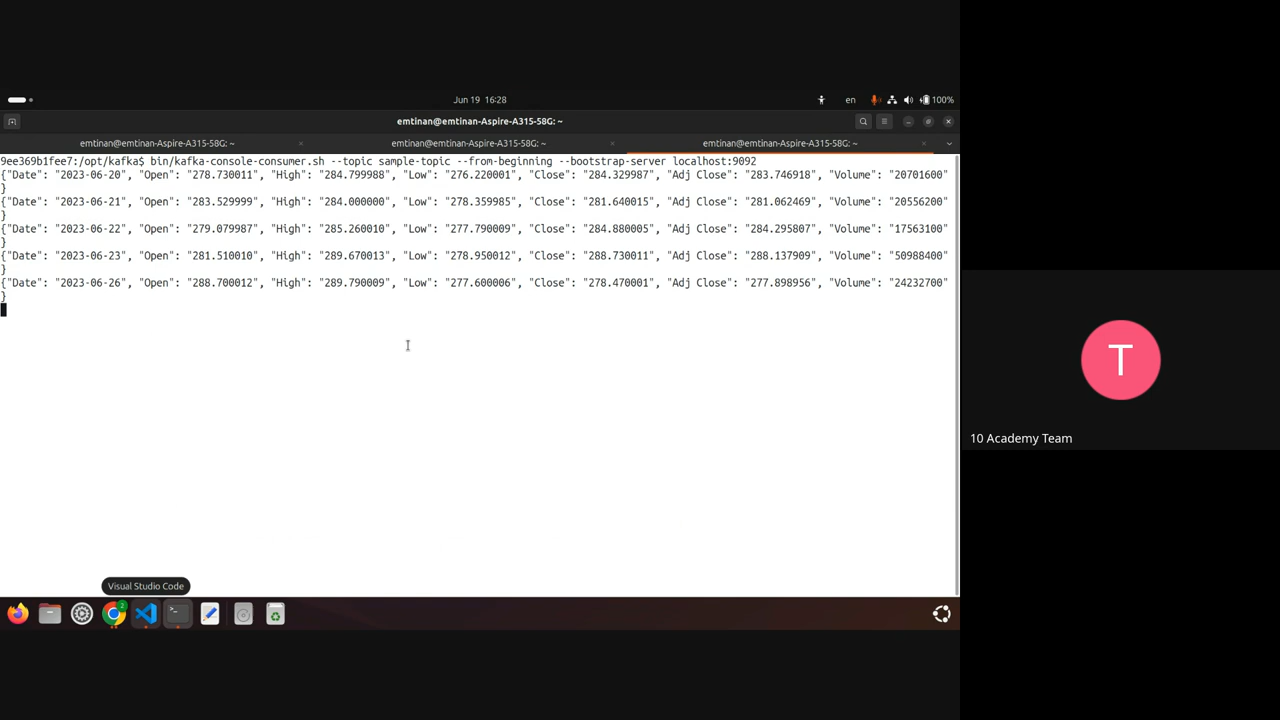 Jun 19 16:28
en
100%
emtinan@emtinan-Aspire-A315-58G: ~
emtinan@emtinan-Aspire-A315-58G: ~
emtinan@emtinan-Aspire-A315-58G: ~
emtinan@emtinan-Aspire-A315-58G: ~
9ee369b1fee7:/opt/kafka$ bin/kafka-console-consumer.sh --topic sample-topic --from-beginning --bootstrap-server localhost:9092
{"Date": "2023-06-20", "Open": "278.730011", "High": "284.799988", "Low": "276.220001", "Close": "284.329987", "Adj Close": "283.746918", "Volume": "20701600"
}
{"Date": "2023-06-21", "Open": "283.529999", "High": "284.000000", "Low": "278.359985", "Close": "281.640015", "Adj Close": "281.062469", "Volume": "20556200"
}
{"Date": "2023-06-22", "Open": "279.079987", "High": "285.260010", "Low": "277.790009", "Close": "284.880005", "Adj Close": "284.295807", "Volume": "17563100"
}
{"Date": "2023-06-23", "Open": "281.510010", "High": "289.670013", "Low": "278.950012", "Close": "288.730011", "Adj Close": "288.137909", "Volume": "50988400"
}
{"Date": "2023-06-26", "Open": "288.700012", "High": "289.790009", "Low": "277.600006", "Close": "278.470001", "Adj Close": "277.898956", "Volume": "24232700"
}
T
10 Academy Team
Visual Studio Code
2